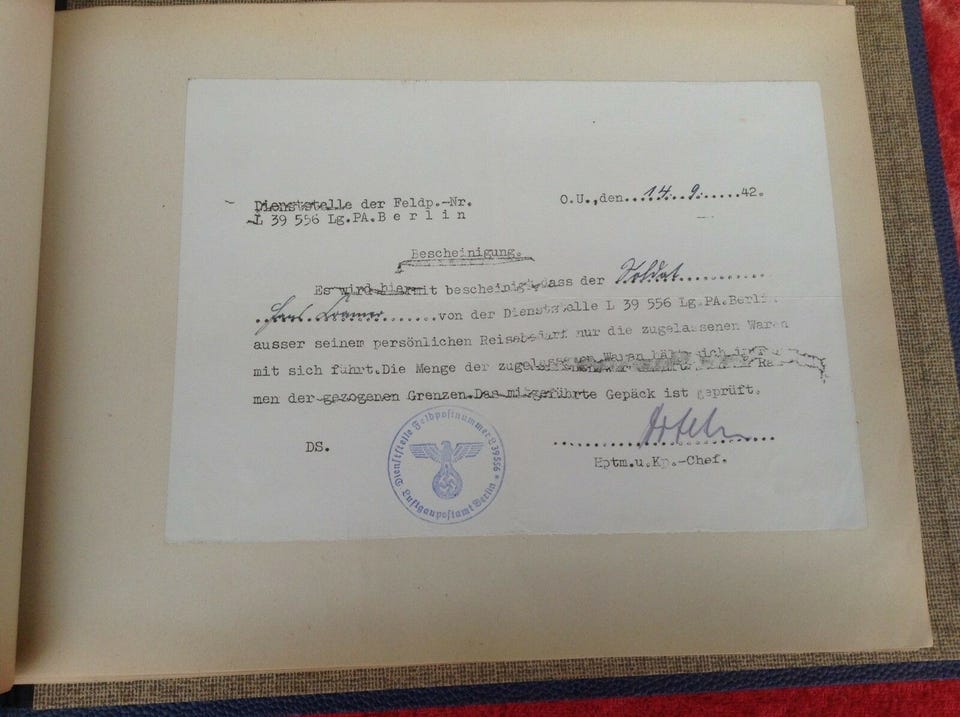 Dienststelle der Feldp.-Nr.
L 39 556 Lg.PA.B e r l i n
O.U.,den...14...9......42.
Bescheinigung.
Es wird hiermit bescheinigt,dass der Soldat
Hans Cramer von der Dienststelle L 39 556 Lg.PA.Berlin
ausser seinem persönlichen Reisebedarf nur die zugelassenen Waren
mit sich führt.Die Menge der zugelassenen Waren hält sich im Ra
men der gezogenen Grenzen.Das mitgeführte Gepäck ist geprüft.
DS.
Dienststelle Feldpostnummer L 39556 * Luftgaupostamt Berlin
Hptm.u.Kp.-Chef.